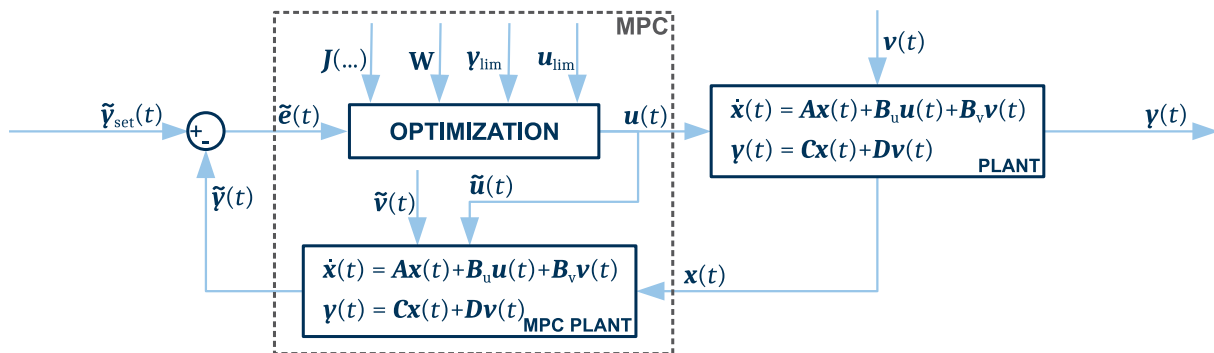 MPC
J(...)
W
y_lim
u_lim
v(t)
ỹ_set(t)
+
-
ẽ(t)
OPTIMIZATION
u(t)
ẋ(t) = Ax(t)+B_u u(t)+B_v v(t)
y(t) = Cx(t)+Dv(t)
PLANT
y(t)
ỹ(t)
ṽ(t)
ũ(t)
ẋ(t) = Ax(t)+B_u u(t)+B_v v(t)
y(t) = Cx(t)+Dv(t)
MPC PLANT
x(t)